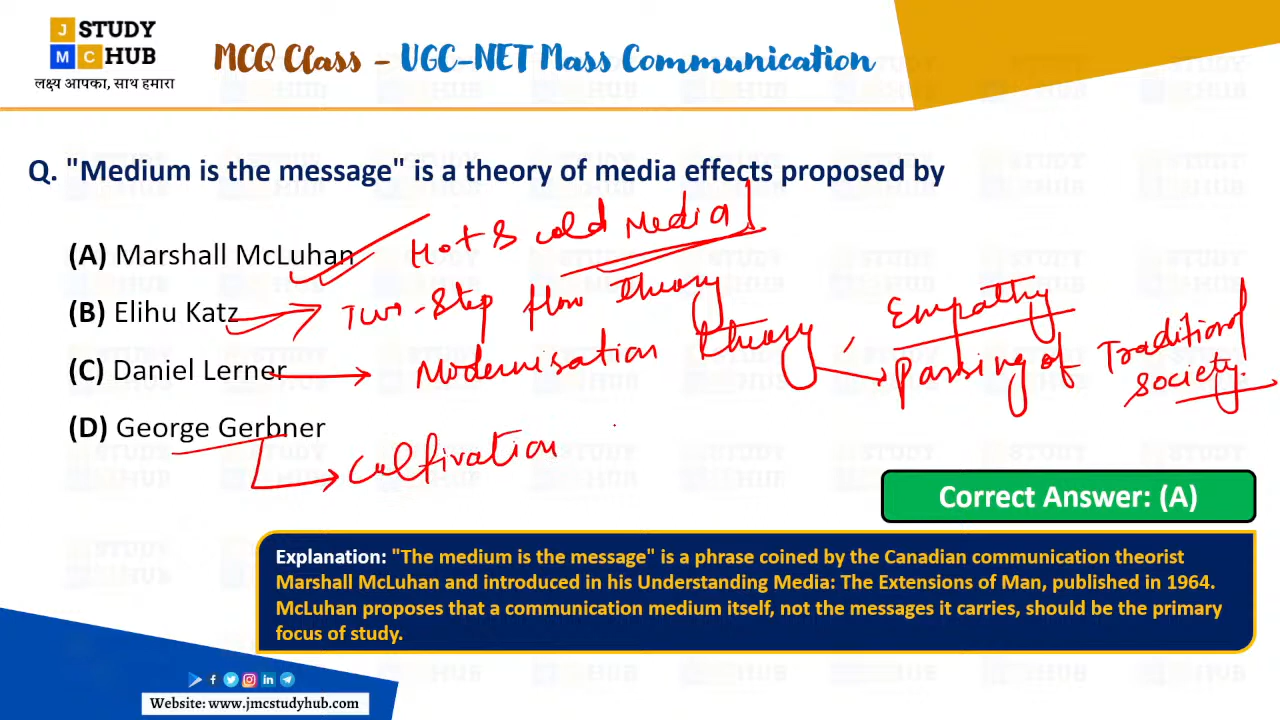 J STUDY
MC HUB
लक्ष्य आपका, साथ हमारा
MCQ Class - UGC-NET Mass Communication
Q. "Medium is the message" is a theory of media effects proposed by
(A) Marshall McLuhan
Hot & cold Media
(B) Elihu Katz
Two-Step flow theory
(C) Daniel Lerner
Modernisation theory, Empathy
Passing of Traditional
Society.
(D) George Gerbner
Cultivation
Correct Answer: (A)
Explanation: "The medium is the message" is a phrase coined by the Canadian communication theorist
Marshall McLuhan and introduced in his Understanding Media: The Extensions of Man, published in 1964.
McLuhan proposes that a communication medium itself, not the messages it carries, should be the primary
focus of study.
Website: www.jmcstudyhub.com